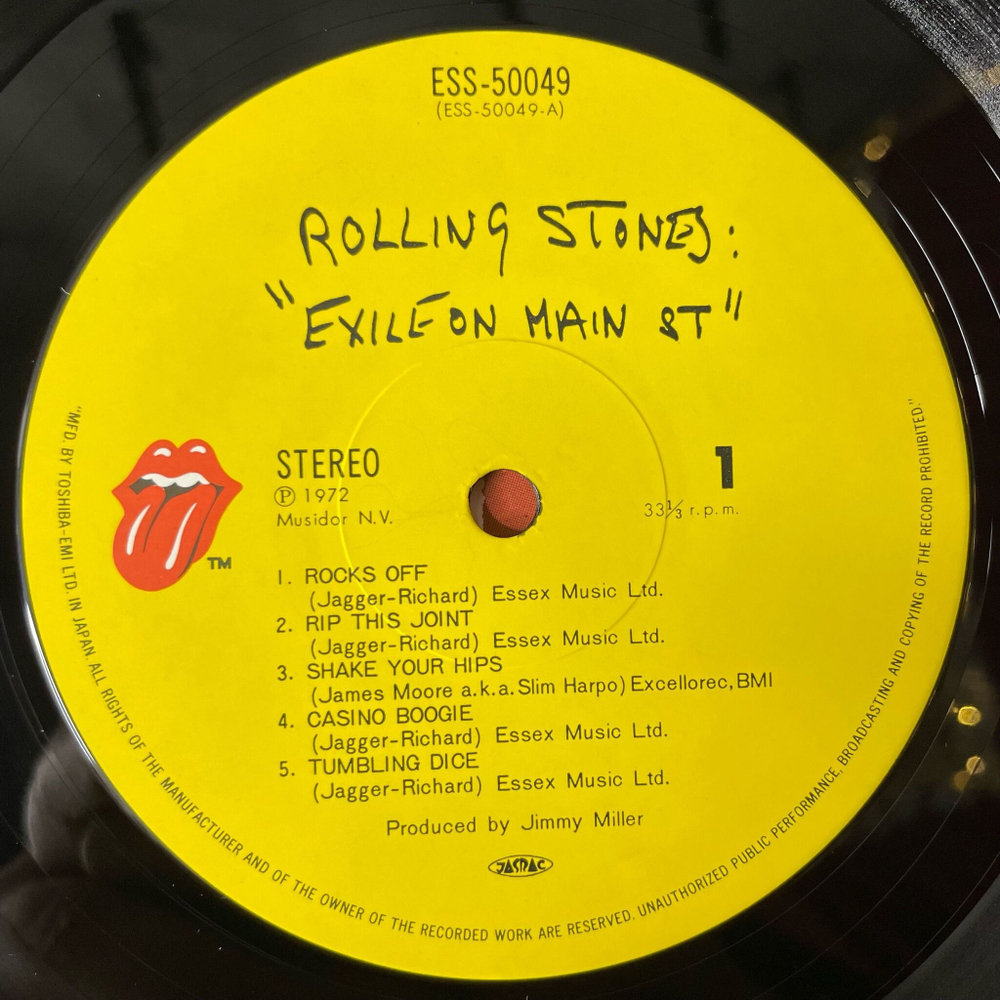 ESS-50049
(ESS-50049-A)
ROLLING STONES:
"EXILE ON MAIN ST"
STEREO
Ⓟ 1972
Musidor N.V.
1
33⅓ r.p.m.
TM
1. ROCKS OFF
(Jagger-Richard) Essex Music Ltd.
2. RIP THIS JOINT
(Jagger-Richard) Essex Music Ltd.
3. SHAKE YOUR HIPS
(James Moore a.k.a. Slim Harpo) Excellorec, BMI
4. CASINO BOOGIE
(Jagger-Richard) Essex Music Ltd.
5. TUMBLING DICE
(Jagger-Richard) Essex Music Ltd.
Produced by Jimmy Miller
JASRAC
"MFD. BY TOSHIBA-EMI LTD. IN JAPAN. ALL RIGHTS OF THE MANUFACTURER AND OF THE OWNER OF THE RECORDED WORK ARE RESERVED. UNAUTHORIZED PUBLIC PERFORMANCE, BROADCASTING AND COPYING OF THE RECORD PROHIBITED."